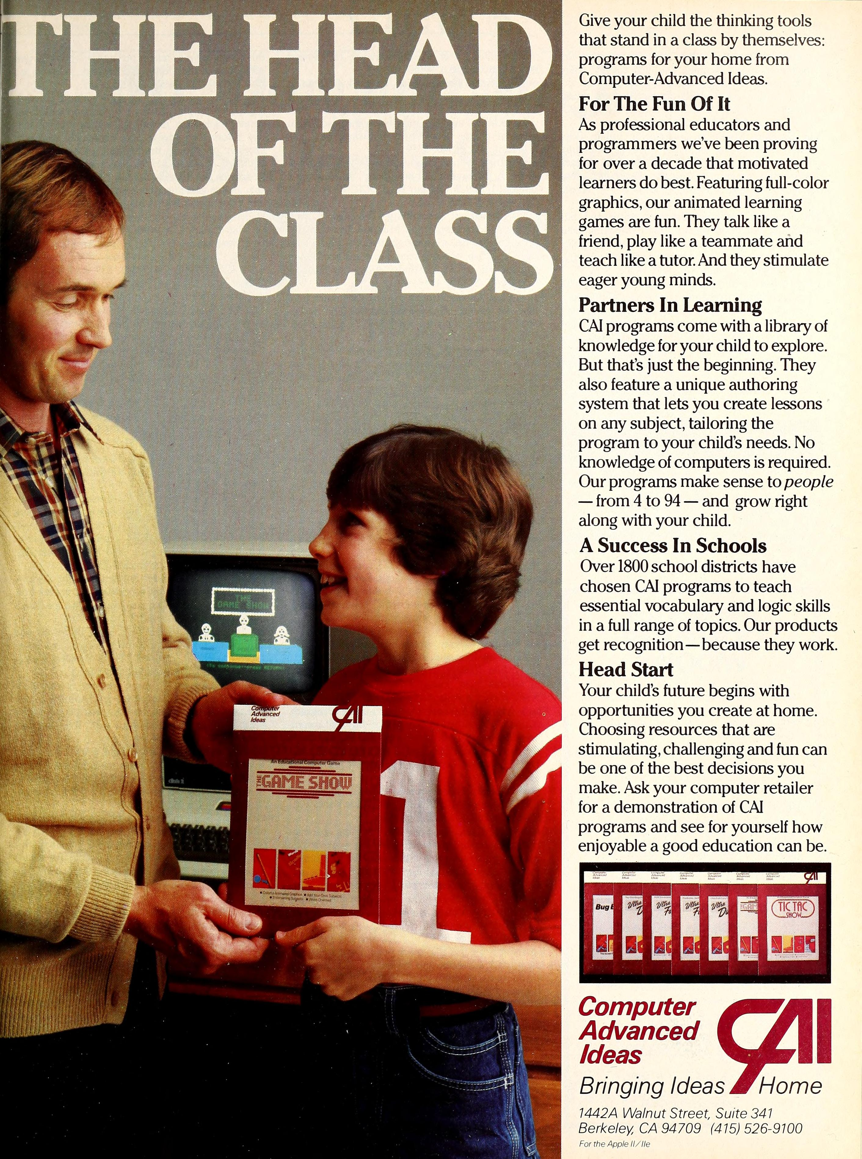 THE HEAD
OF THE
CLASS
Give your child the thinking tools
that stand in a class by themselves:
programs for your home from
Computer-Advanced Ideas.
For The Fun Of It
As professional educators and
programmers we've been proving
for over a decade that motivated
learners do best. Featuring full-color
graphics, our animated learning
games are fun. They talk like a
friend, play like a teammate and
teach like a tutor. And they stimulate
eager young minds.
Partners In Learning
CAI programs come with a library of
knowledge for your child to explore.
But that's just the beginning. They
also feature a unique authoring
system that lets you create lessons
on any subject, tailoring the
program to your child's needs. No
knowledge of computers is required.
Our programs make sense to people
— from 4 to 94 — and grow right
along with your child.
A Success In Schools
Over 1800 school districts have
chosen CAI programs to teach
essential vocabulary and logic skills
in a full range of topics. Our products
get recognition — because they work.
Head Start
Your child's future begins with
opportunities you create at home.
Choosing resources that are
stimulating, challenging and fun can
be one of the best decisions you
make. Ask your computer retailer
for a demonstration of CAI
programs and see for yourself how
enjoyable a good education can be.
THE
GAME SHOW
Computer
Advanced
Ideas
CAI
An Educational Computer Game
THE GAME SHOW
1
disk II
CAI
Bug
TIC TAC
SHOW
Computer
Advanced
Ideas
CAI
Bringing Ideas Home
1442A Walnut Street, Suite 341
Berkeley, CA 94709 (415) 526-9100
For the Apple II/IIe